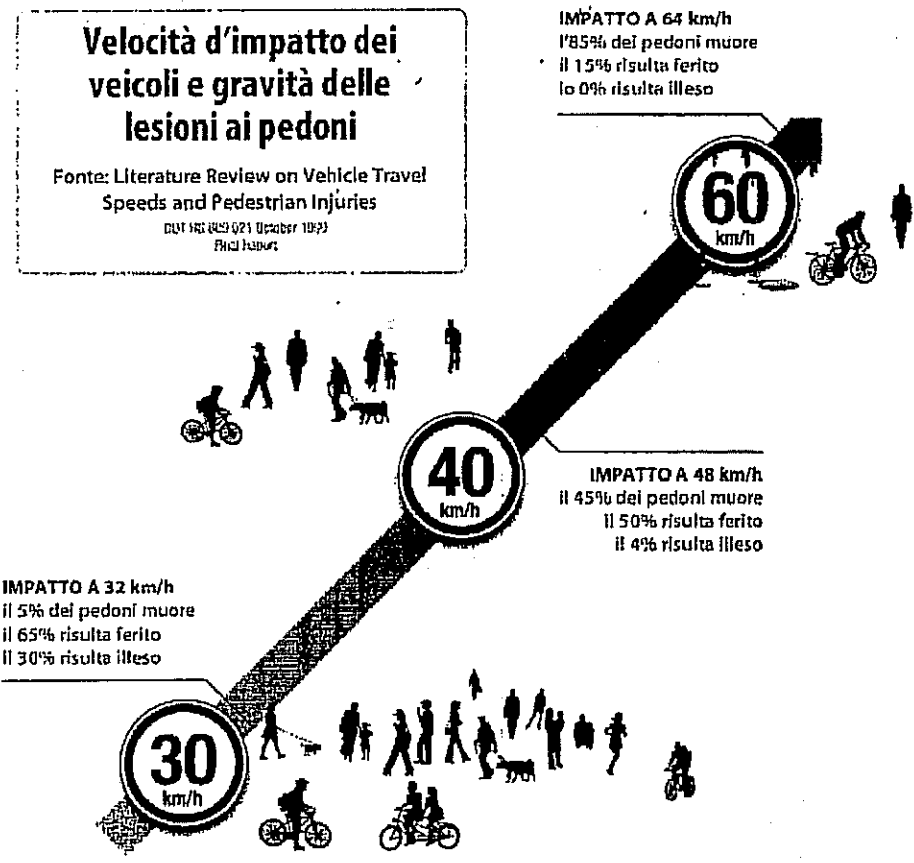 Velocità d'impatto dei
veicoli e gravità delle
lesioni ai pedoni
Fonte: Literature Review on Vehicle Travel
Speeds and Pedestrian Injuries
IMPATTO A 64 km/h
l'85% dei pedoni muore
il 15% risulta ferito
lo 0% risulta illeso
60
km/h
40
km/h
IMPATTO A 48 km/h
il 45% dei pedoni muore
il 50% risulta ferito
il 4% risulta illeso
IMPATTO A 32 km/h
il 5% dei pedoni muore
il 65% risulta ferito
il 30% risulta illeso
30
km/h